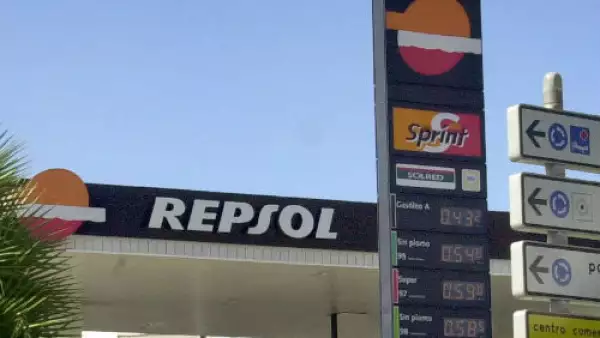 REPSOL
Sprint
SOLRED
Gasóleo A
0.43
Sin plomo
95
0.54
Super
97
0.59
Sin plomo
98
0.58
centro comer